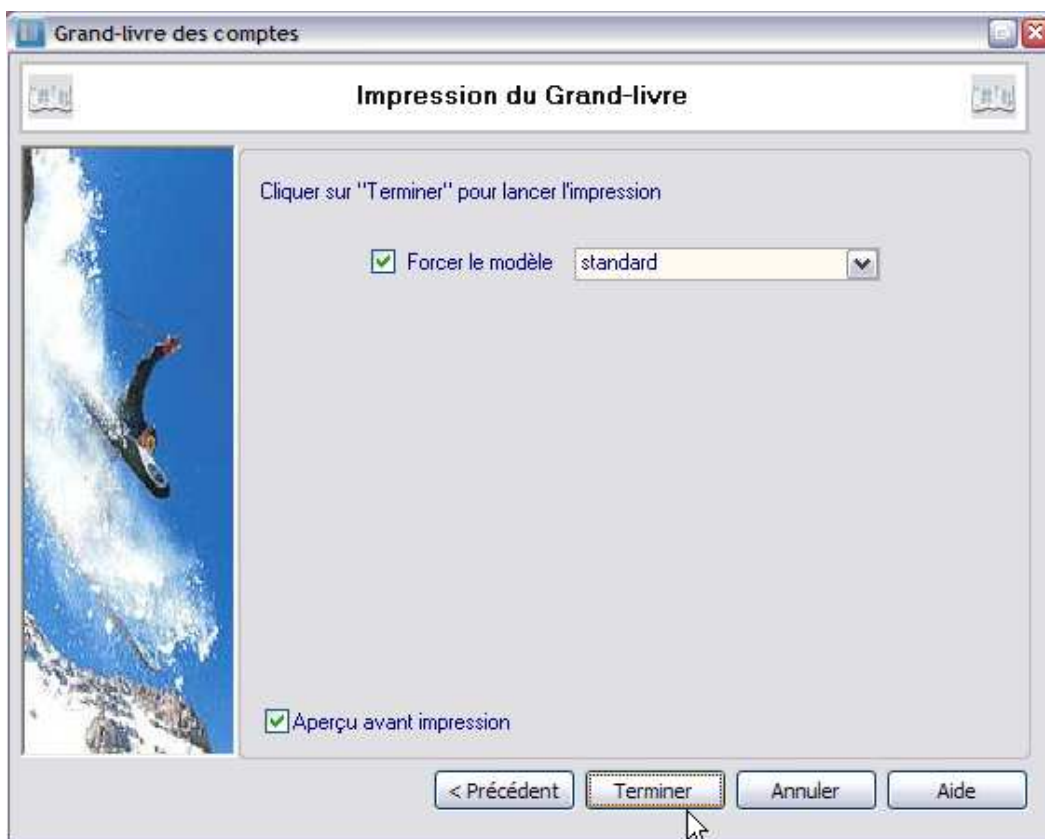 Grand-livre des comptes
Impression du Grand-livre
Cliquer sur "Terminer" pour lancer l'impression
Forcer le modèle standard
Aperçu avant impression
< Précédent Terminer Annuler Aide